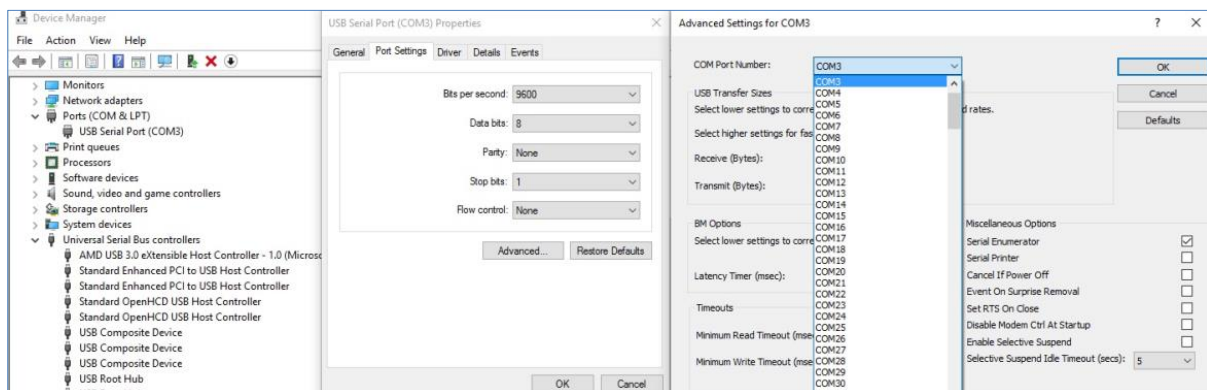 Device Manager
File Action View Help
Monitors
Network adapters
Ports (COM & LPT)
USB Serial Port (COM3)
Print queues
Processors
Software devices
Sound, video and game controllers
Storage controllers
System devices
Universal Serial Bus controllers
AMD USB 3.0 eXtensible Host Controller - 1.0 (Microsc
Standard Enhanced PCI to USB Host Controller
Standard Enhanced PCI to USB Host Controller
Standard OpenHCD USB Host Controller
Standard OpenHCD USB Host Controller
USB Composite Device
USB Composite Device
USB Composite Device
USB Root Hub
USB Serial Port (COM3) Properties
General Port Settings Driver Details Events
Bits per second: 9600
Data bits: 8
Parity: None
Stop bits: 1
Flow control: None
Advanced... Restore Defaults
OK Cancel
Advanced Settings for COM3
COM Port Number: COM3
OK
Cancel
Defaults
COM3
COM4
COM5
COM6
COM7
COM8
COM9
COM10
COM11
COM12
COM13
COM14
COM15
COM16
COM17
COM18
COM19
COM20
COM21
COM22
COM23
COM24
COM25
COM26
COM27
COM28
COM29
COM30
USB Transfer Sizes
Select lower settings to corre d rates.
Select higher settings for fas
Receive (Bytes):
Transmit (Bytes):
BM Options
Select lower settings to corre
Latency Timer (msec):
Timeouts
Minimum Read Timeout (mse
Minimum Write Timeout (mse
Miscellaneous Options
Serial Enumerator
Serial Printer
Cancel If Power Off
Event On Surprise Removal
Set RTS On Close
Disable Modem Ctrl At Startup
Enable Selective Suspend
Selective Suspend Idle Timeout (secs): 5